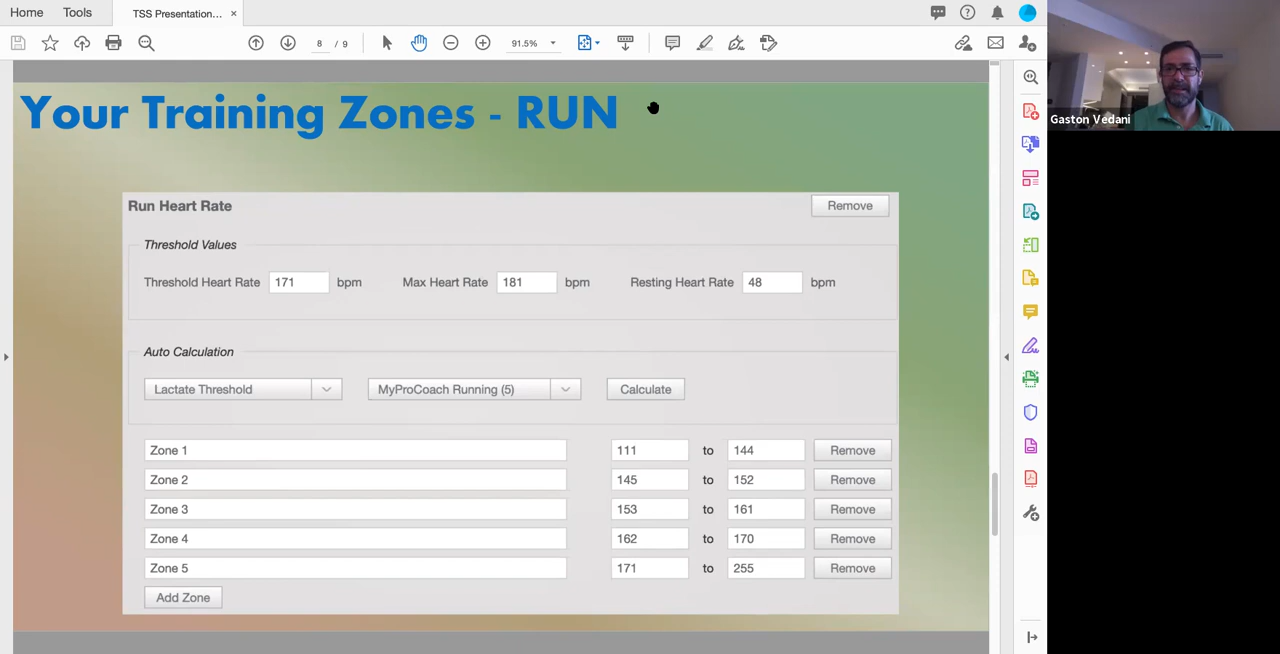 Home Tools TSS Presentation... ×
8 / 9 91.5%
Your Training Zones - RUN
Gaston Vedani
Run Heart Rate Remove
Threshold Values
Threshold Heart Rate 171 bpm Max Heart Rate 181 bpm Resting Heart Rate 48 bpm
Auto Calculation
Lactate Threshold MyProCoach Running (5) Calculate
Zone 1 111 to 144 Remove
Zone 2 145 to 152 Remove
Zone 3 153 to 161 Remove
Zone 4 162 to 170 Remove
Zone 5 171 to 255 Remove
Add Zone